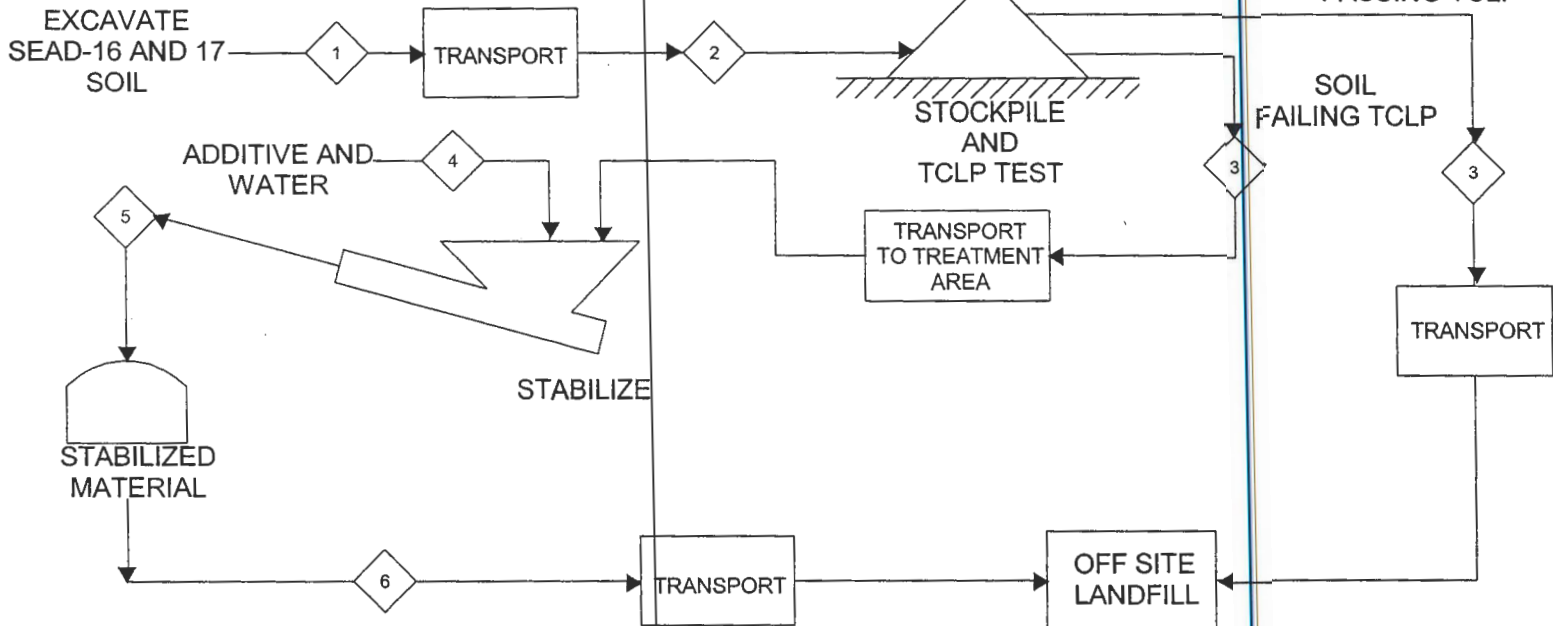 EXCAVATE
SEAD-16 AND 17
SOIL
1
TRANSPORT
2
STOCKPILE
AND
TCLP TEST
SOIL
FAILING TCLP
3
3
ADDITIVE AND
WATER
4
5
TRANSPORT
TO TREATMENT
AREA
TRANSPORT
STABILIZE
STABILIZED
MATERIAL
6
TRANSPORT
OFF SITE
LANDFILL